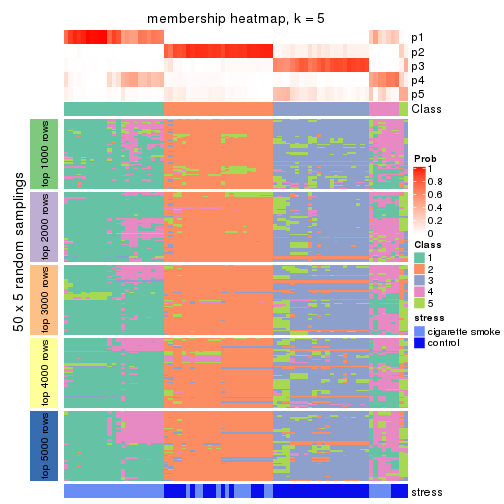 membership heatmap, k = 5
p1
p2
p3
p4
p5
Class
50 x 5 random samplings
top 1000 rows
top 2000 rows
top 3000 rows
top 4000 rows
top 5000 rows
stress
Prob
0.8
0.6
0.4
0.2
0
Class
1
2
3
4
5
stress
cigarette smoke
control